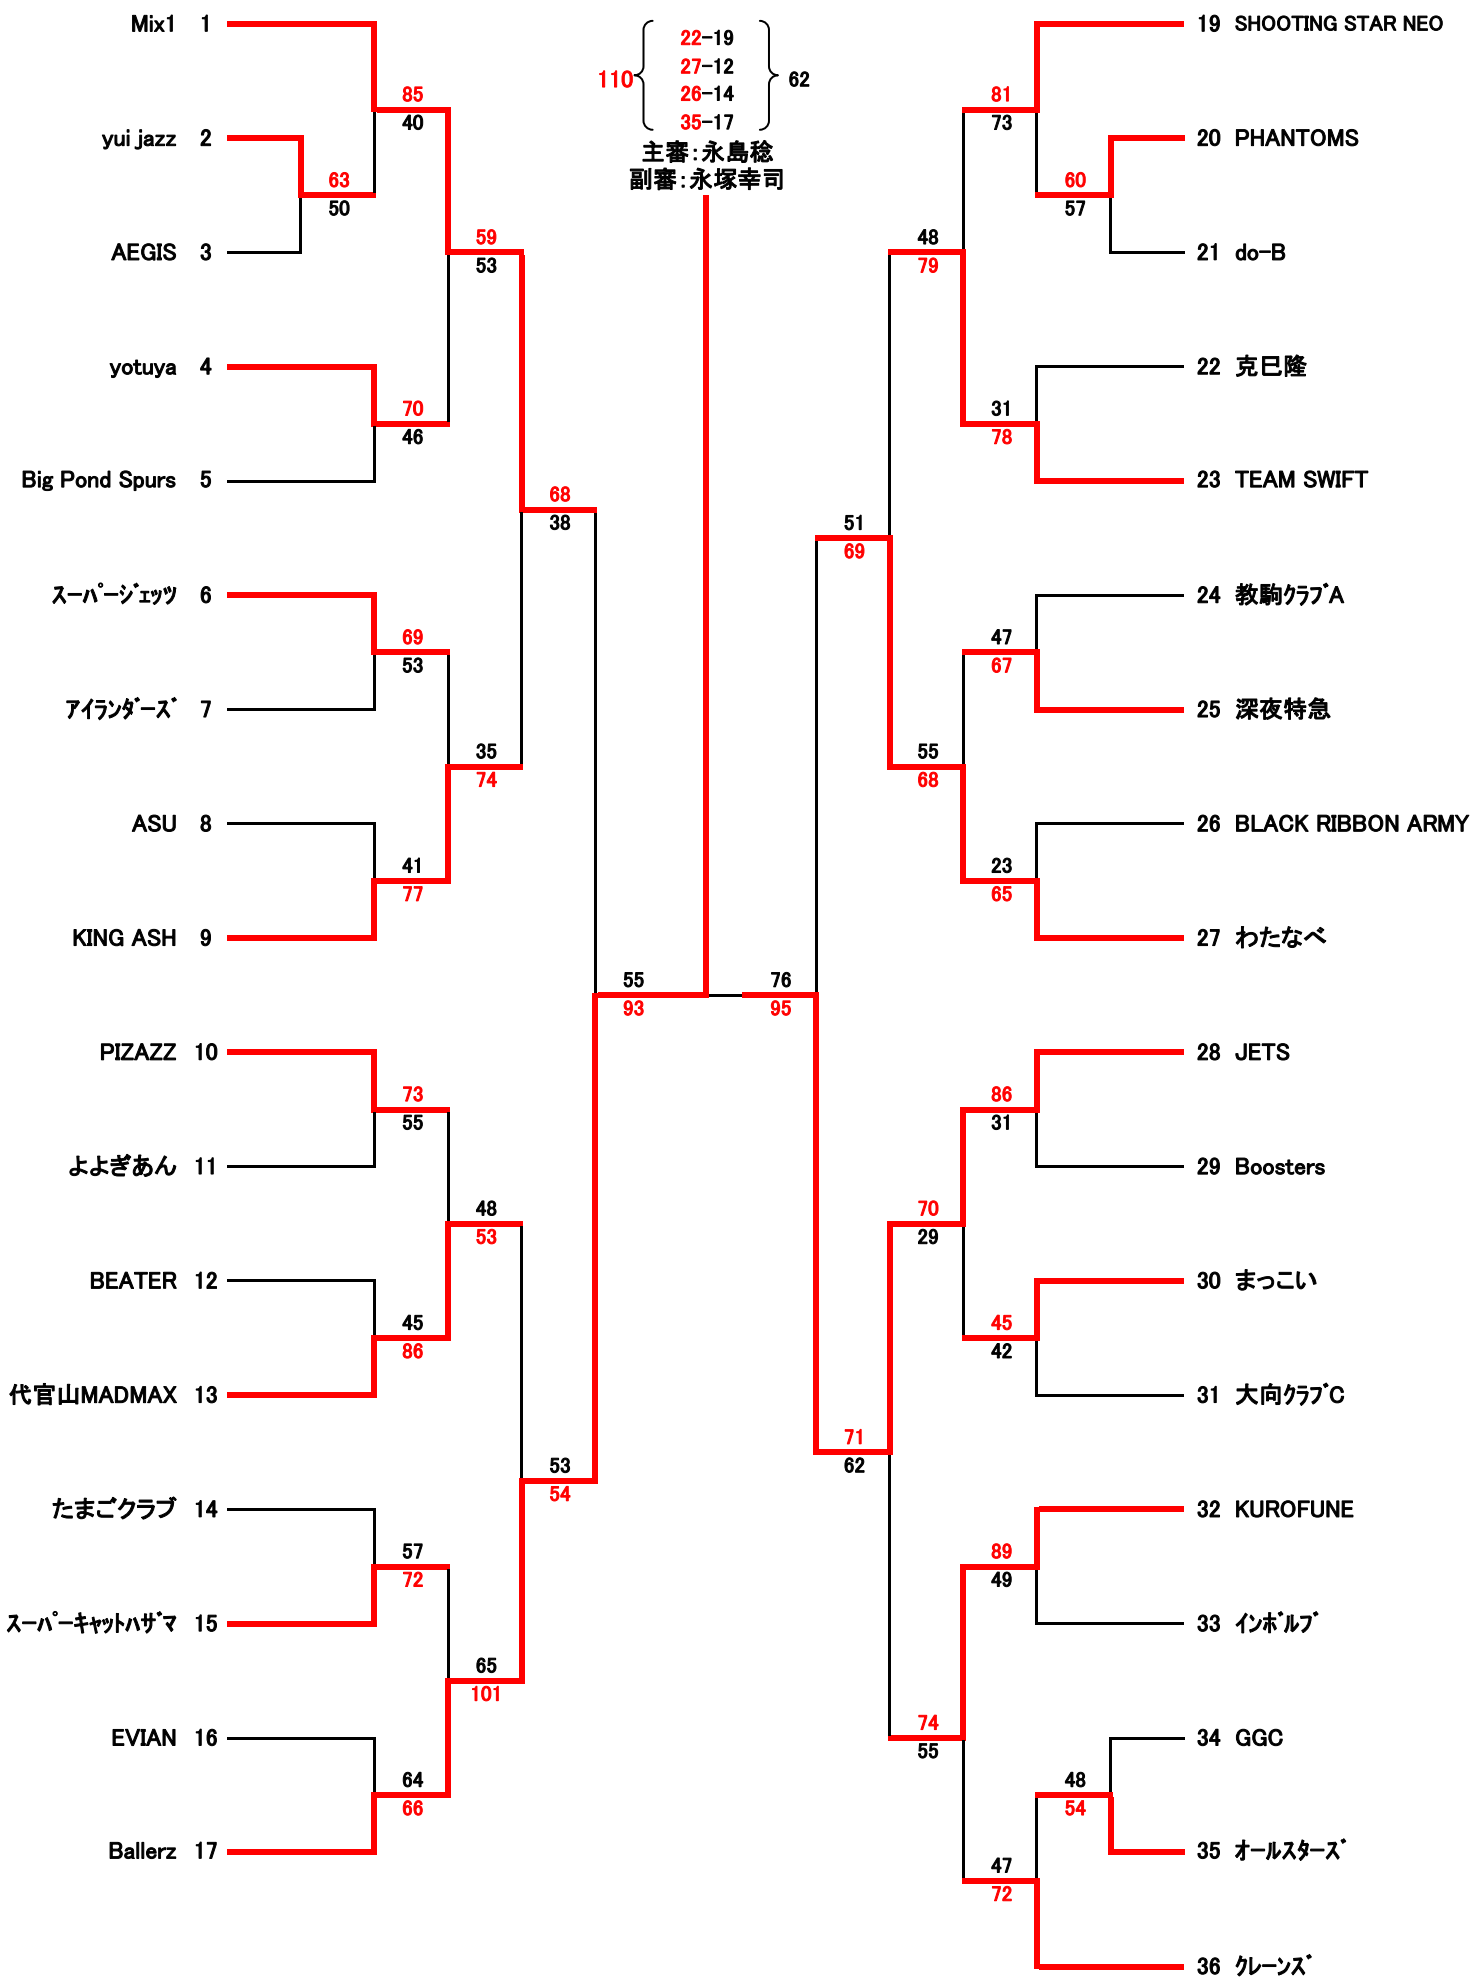 Mix1 1
85
40
yui jazz 2
63
50
AEGIS 3
59
53
yotuya 4
70
46
Big Pond Spurs 5
68
38
ｽｰﾊﾟｰｼﾞｪｯﾂ 6
69
53
ｱｲﾗﾝﾀﾞｰｽﾞ 7
35
74
ASU 8
41
77
KING ASH 9
55
93
PIZAZZ 10
73
55
よよぎあん 11
48
53
BEATER 12
45
86
代官山MADMAX 13
53
54
たまごクラブ 14
57
72
ｽｰﾊﾟｰｷｬｯﾄﾊｻﾞﾏ 15
65
101
EVIAN 16
64
66
Ballerz 17
110
22-19
27-12
26-14
35-17
62
主審：永島稔
副審：永塚幸司
19 SHOOTING STAR NEO
81
73
20 PHANTOMS
60
57
21 do-B
48
79
22 克巳隆
31
78
23 TEAM SWIFT
51
69
24 教駒ｸﾗﾌﾞA
47
67
25 深夜特急
55
68
26 BLACK RIBBON ARMY
23
65
27 わたなべ
76
95
28 JETS
86
31
29 Boosters
70
29
30 まっこい
45
42
31 大向ｸﾗﾌﾞC
71
62
32 KUROFUNE
89
49
33 ｲﾝﾎﾞﾙﾌﾞ
74
55
34 GGC
48
54
35 ｵｰﾙｽﾀｰｽﾞ
47
72
36 ｸﾚｰﾝｽﾞ